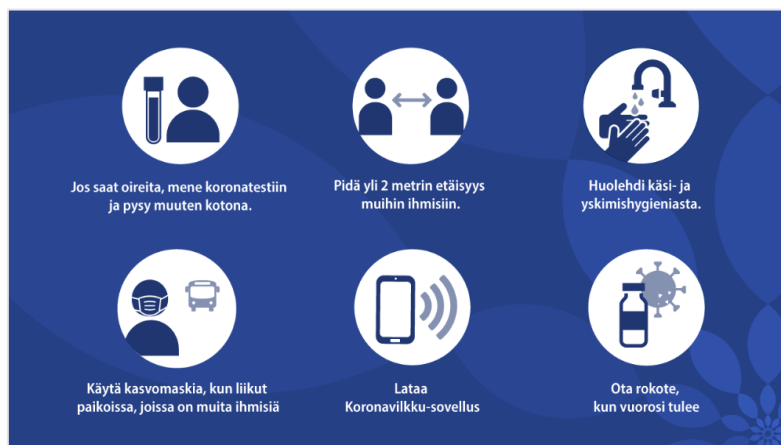 Jos saat oireita, mene koronatestiin
ja pysy muuten kotona.
Pidä yli 2 metrin etäisyys
muihin ihmisiin.
Huolehdi käsi- ja
yskimishygieniasta.
Käytä kasvomaskia, kun liikut
paikoissa, joissa on muita ihmisiä
Lataa
Koronavilkku-sovellus
Ota rokote,
kun vuorosi tulee